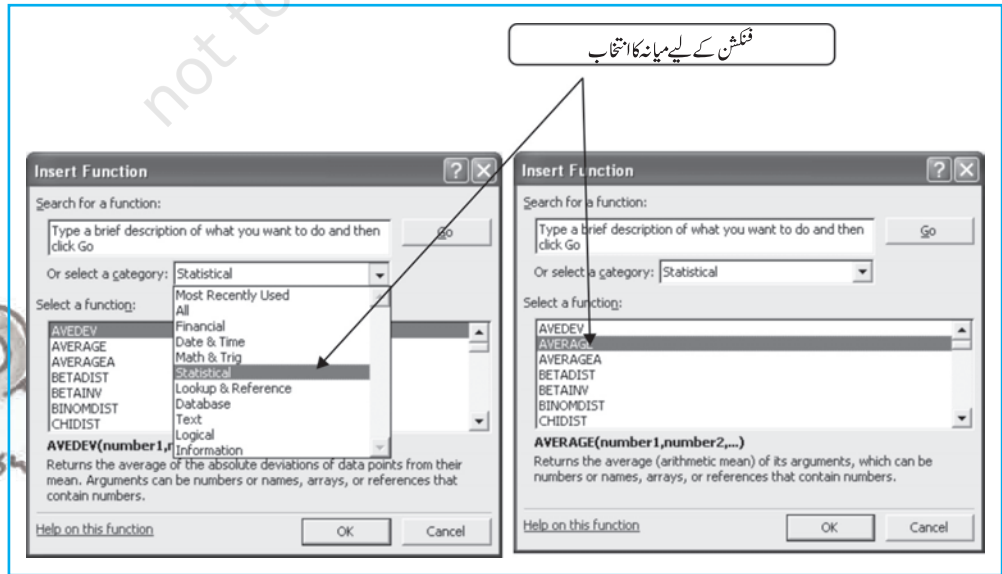 not to
فنکشن کے لیے میانہ کا انتخاب
Insert Function
Search for a function:
Type a brief description of what you want to do and then
click Go
Go
Or select a category: Statistical
Most Recently Used
All
Financial
Date & Time
Math & Trig
Statistical
Lookup & Reference
Database
Text
Logical
Information
Select a function:
AVEDEV
AVERAGE
AVERAGEA
BETADIST
BETAINV
BINOMDIST
CHIDIST
AVEDEV(number1,
Returns the average of the absolute deviations of data points from their
mean. Arguments can be numbers or names, arrays, or references that
contain numbers.
Help on this function
OK
Cancel
Insert Function
Search for a function:
Type a brief description of what you want to do and then
click Go
Go
Or select a category: Statistical
Select a function:
AVEDEV
AVERAGE
AVERAGEA
BETADIST
BETAINV
BINOMDIST
CHIDIST
AVERAGE(number1,number2,...)
Returns the average (arithmetic mean) of its arguments, which can be
numbers or names, arrays, or references that contain numbers.
Help on this function
OK
Cancel